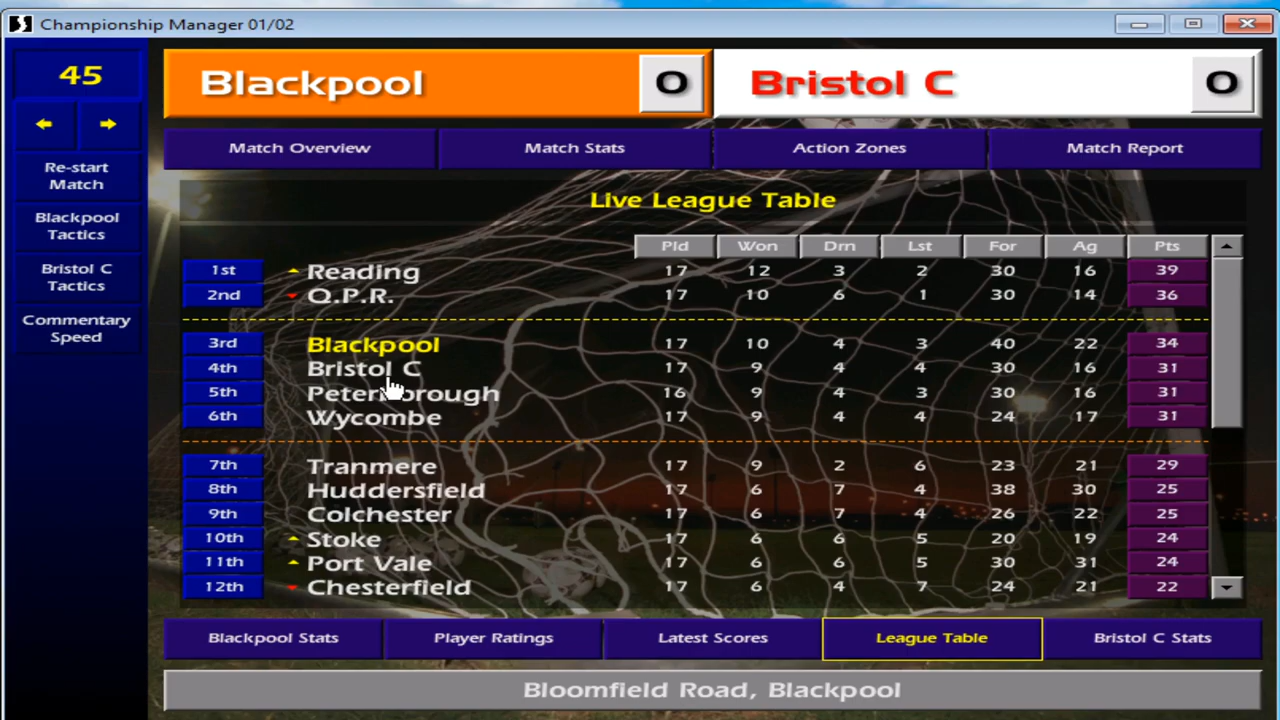 Championship Manager 01/02
45
Re-start Match
Blackpool Tactics
Bristol C Tactics
Commentary Speed
Blackpool 0 Bristol C 0
Match Overview Match Stats Action Zones Match Report
Live League Table
Pld Won Drn Lst For Ag Pts
1st Reading 17 12 3 2 30 16 39
2nd Q.P.R. 17 10 6 1 30 14 36
3rd Blackpool 17 10 4 3 40 22 34
4th Bristol C 17 9 4 4 30 16 31
5th Peterborough 16 9 4 3 30 16 31
6th Wycombe 17 9 4 4 24 17 31
7th Tranmere 17 9 2 6 23 21 29
8th Huddersfield 17 6 7 4 38 30 25
9th Colchester 17 6 7 4 26 22 25
10th Stoke 17 6 6 5 20 19 24
11th Port Vale 17 6 6 5 30 31 24
12th Chesterfield 17 6 4 7 24 21 22
Blackpool Stats Player Ratings Latest Scores League Table Bristol C Stats
Bloomfield Road, Blackpool